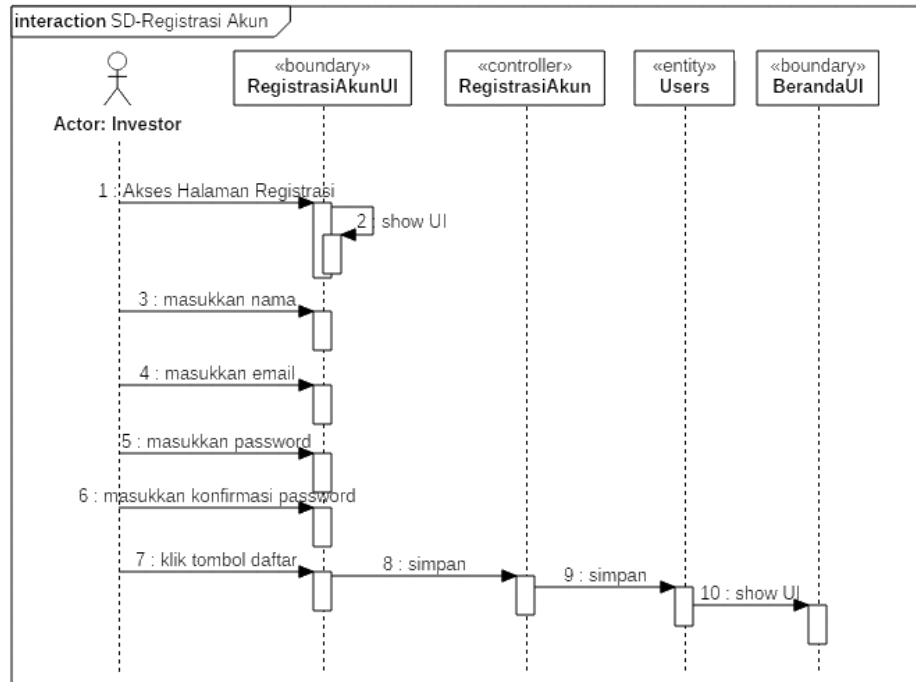 interaction SD-Registrasi Akun
«boundary»
RegistrasiAkunUI
«controller»
RegistrasiAkun
«entity»
Users
«boundary»
BerandaUI
Actor: Investor
1 : Akses Halaman Registrasi
2 : show UI
3 : masukkan nama
4 : masukkan email
5 : masukkan password
6 : masukkan konfirmasi password
7 : klik tombol daftar
8 : simpan
9 : simpan
10 : show UI